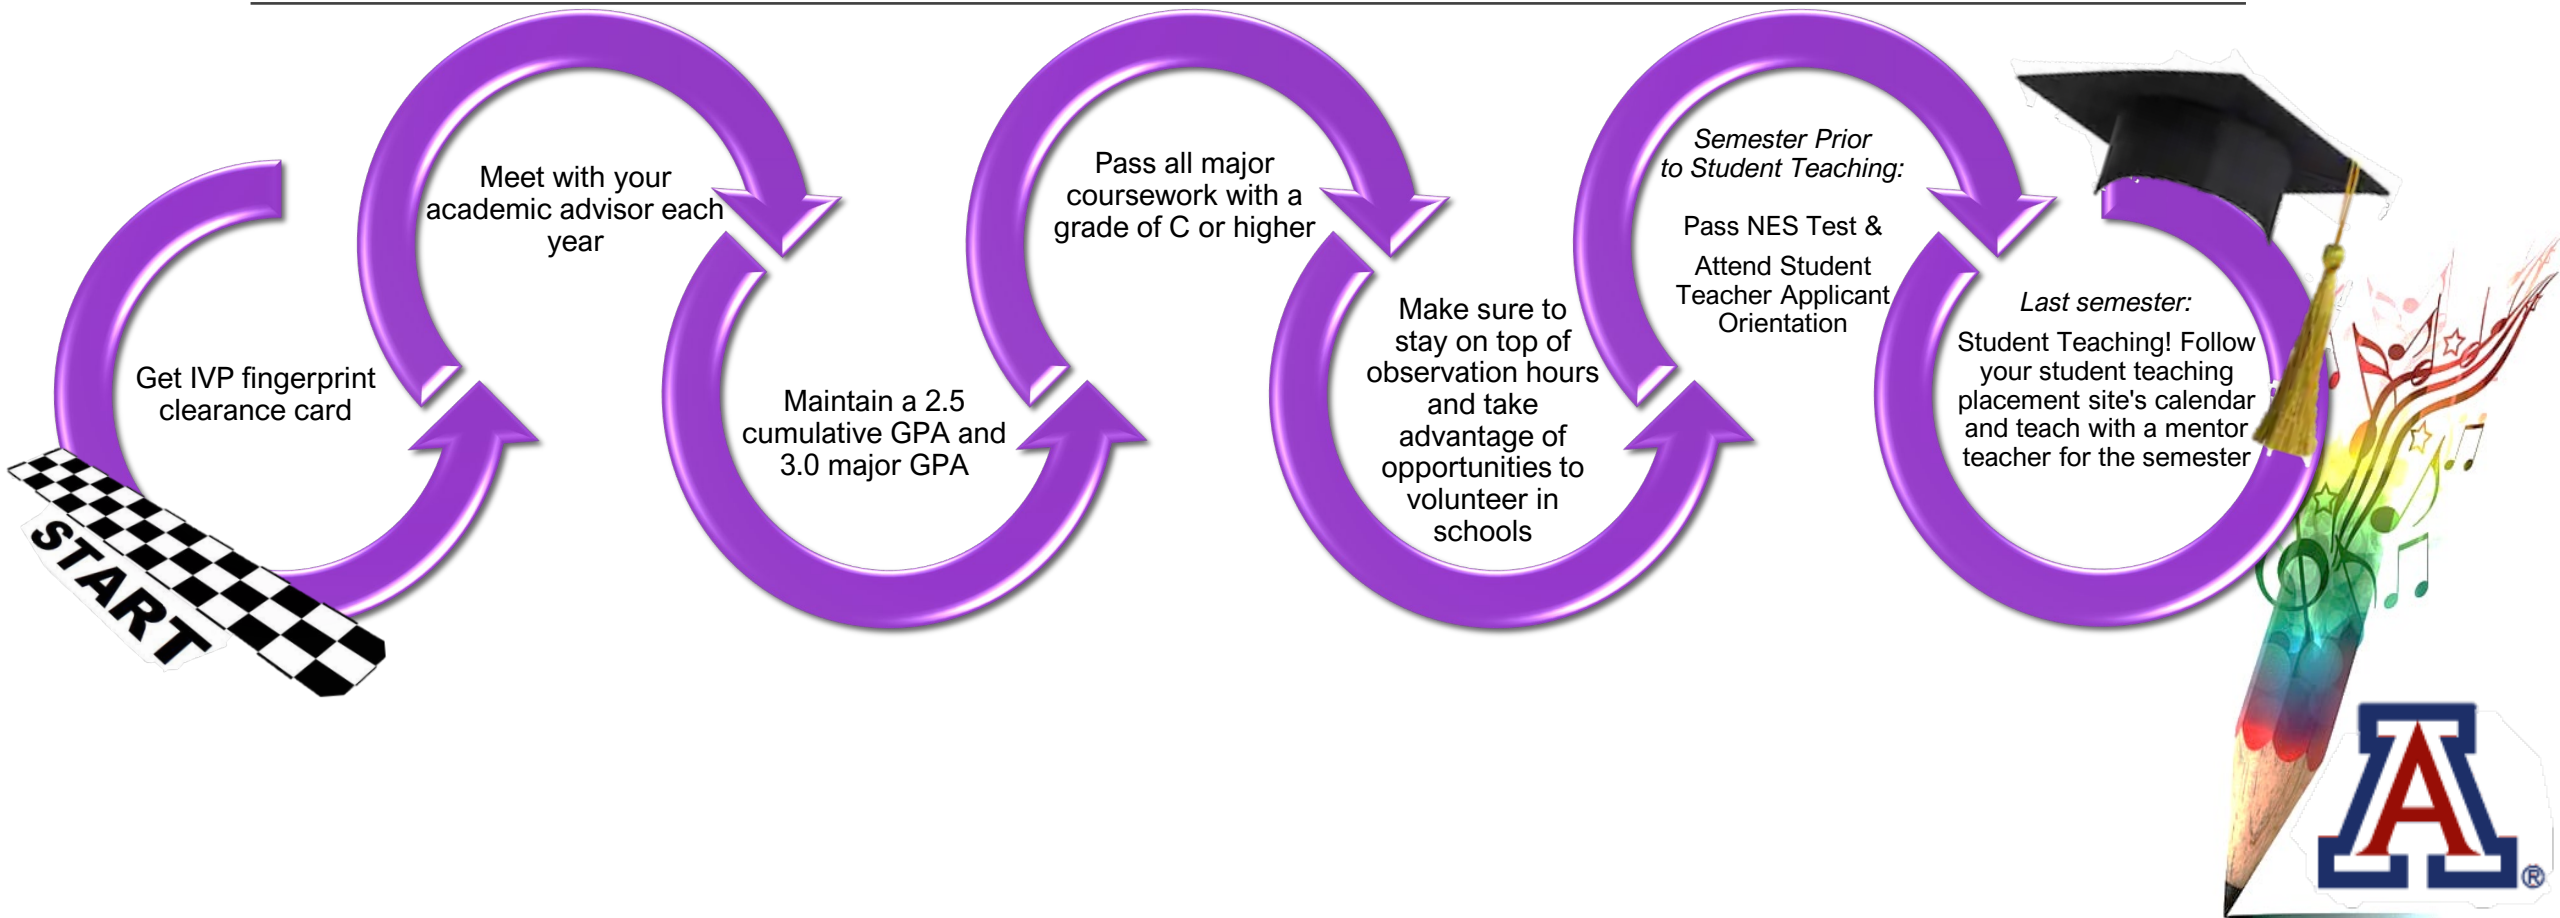 Get IVP fingerprint
clearance card
Meet with your
academic advisor each
year
Maintain a 2.5
cumulative GPA and
3.0 major GPA
Pass all major
coursework with a
grade of C or higher
Make sure to
stay on top of
observation hours
and take
advantage of
opportunities to
volunteer in
schools
Semester Prior
to Student Teaching:
Pass NES Test &
Attend Student
Teacher Applicant
Orientation
Last semester:
Student Teaching! Follow
your student teaching
placement site's calendar
and teach with a mentor
teacher for the semester
START
A
®